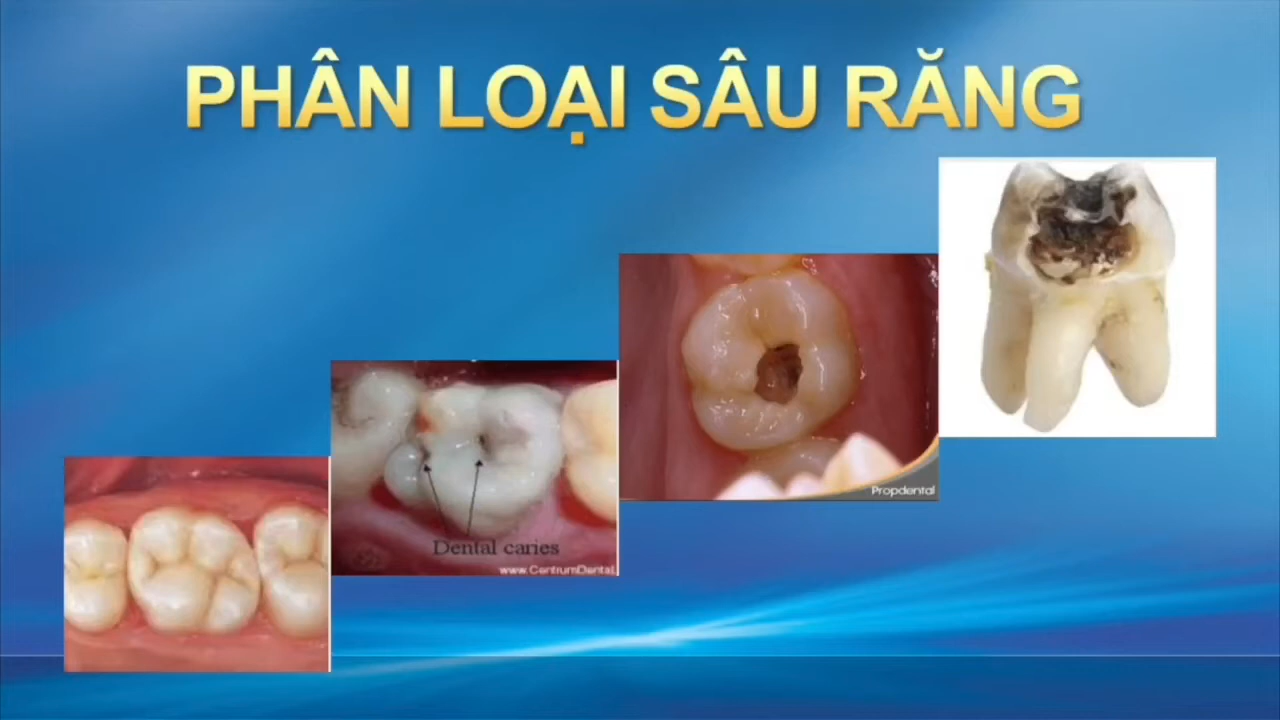 PHÂN LOẠI SÂU RĂNG
Propdental
Dental caries
www.CentrumDental.